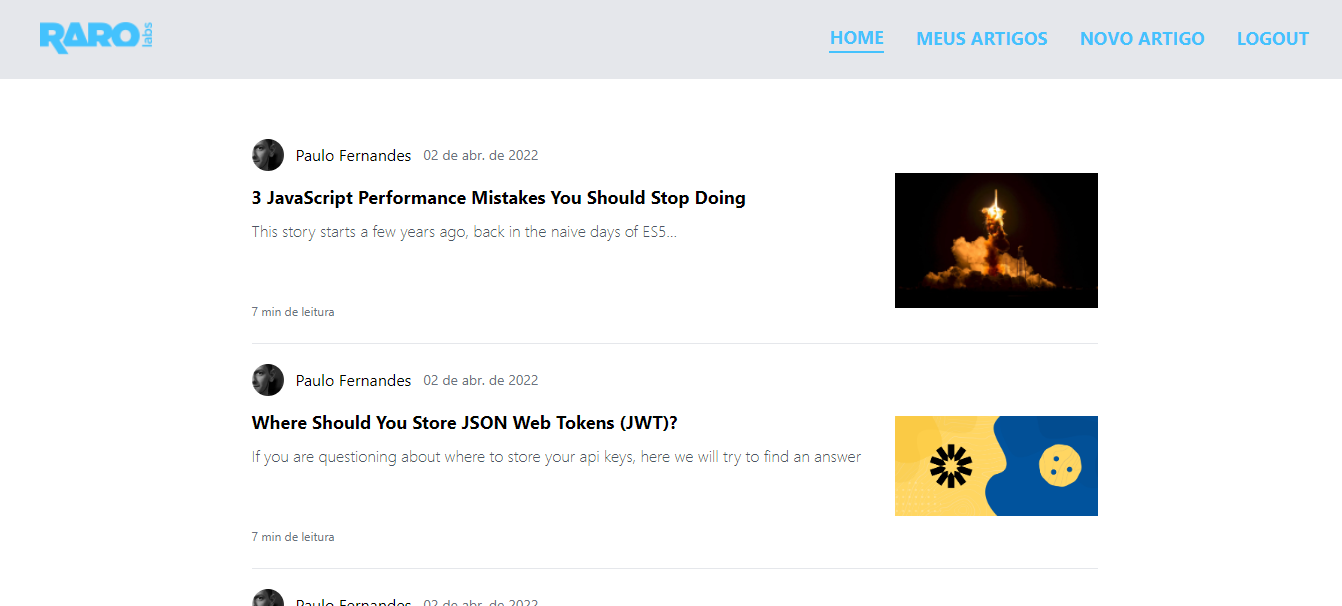 RARO labs
HOME MEUS ARTIGOS NOVO ARTIGO LOGOUT
Paulo Fernandes 02 de abr. de 2022
3 JavaScript Performance Mistakes You Should Stop Doing
This story starts a few years ago, back in the naive days of ES5...
7 min de leitura
Paulo Fernandes 02 de abr. de 2022
Where Should You Store JSON Web Tokens (JWT)?
If you are questioning about where to store your api keys, here we will try to find an answer
7 min de leitura
Paulo Fernandes 02 de abr. de 2022